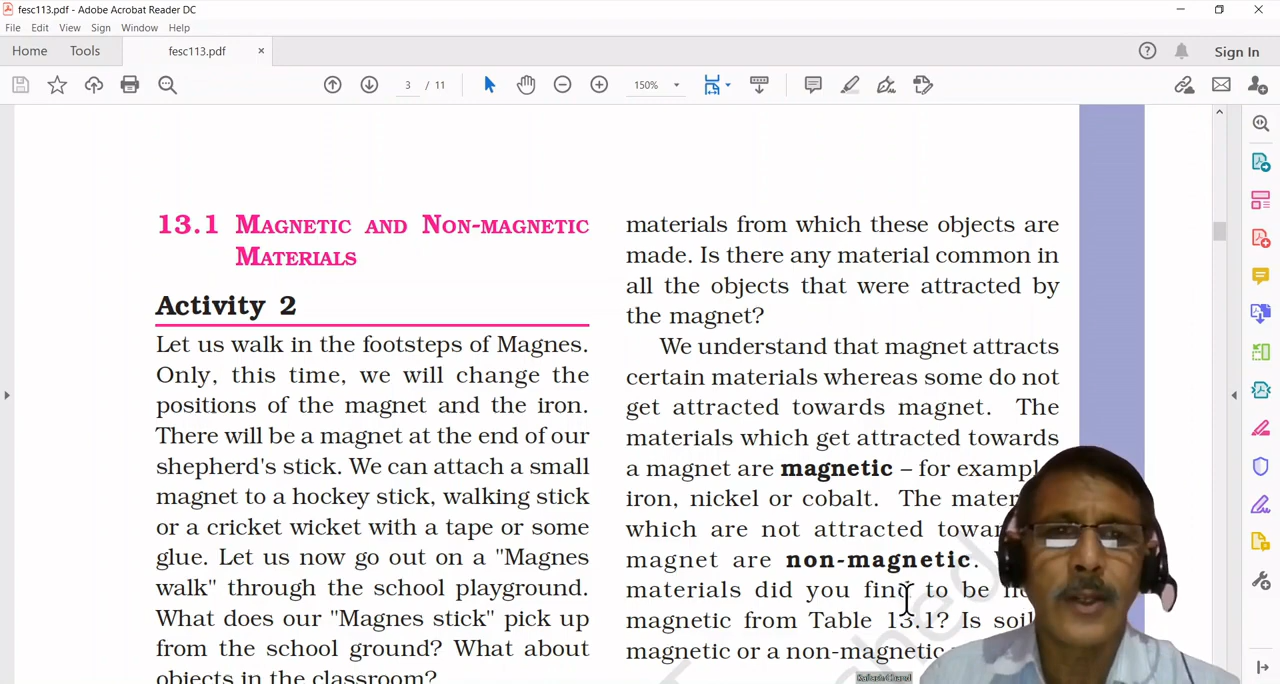 fesc113.pdf - Adobe Acrobat Reader DC
File Edit View Sign Window Help
Home Tools fesc113.pdf × Sign In
3 / 11 150%
13.1 MAGNETIC AND NON-MAGNETIC
MATERIALS
Activity 2
Let us walk in the footsteps of Magnes.
Only, this time, we will change the
positions of the magnet and the iron.
There will be a magnet at the end of our
shepherd's stick. We can attach a small
magnet to a hockey stick, walking stick
or a cricket wicket with a tape or some
glue. Let us now go out on a "Magnes
walk" through the school playground.
What does our "Magnes stick" pick up
from the school ground? What about
objects in the classroom?
materials from which these objects are
made. Is there any material common in
all the objects that were attracted by
the magnet?
We understand that magnet attracts
certain materials whereas some do not
get attracted towards magnet. The
materials which get attracted towards
a magnet are magnetic – for exampl
iron, nickel or cobalt. The mater
which are not attracted towar
magnet are non-magnetic.
materials did you find to be
magnetic from Table 13.1? Is soil
magnetic or a non-magnetic